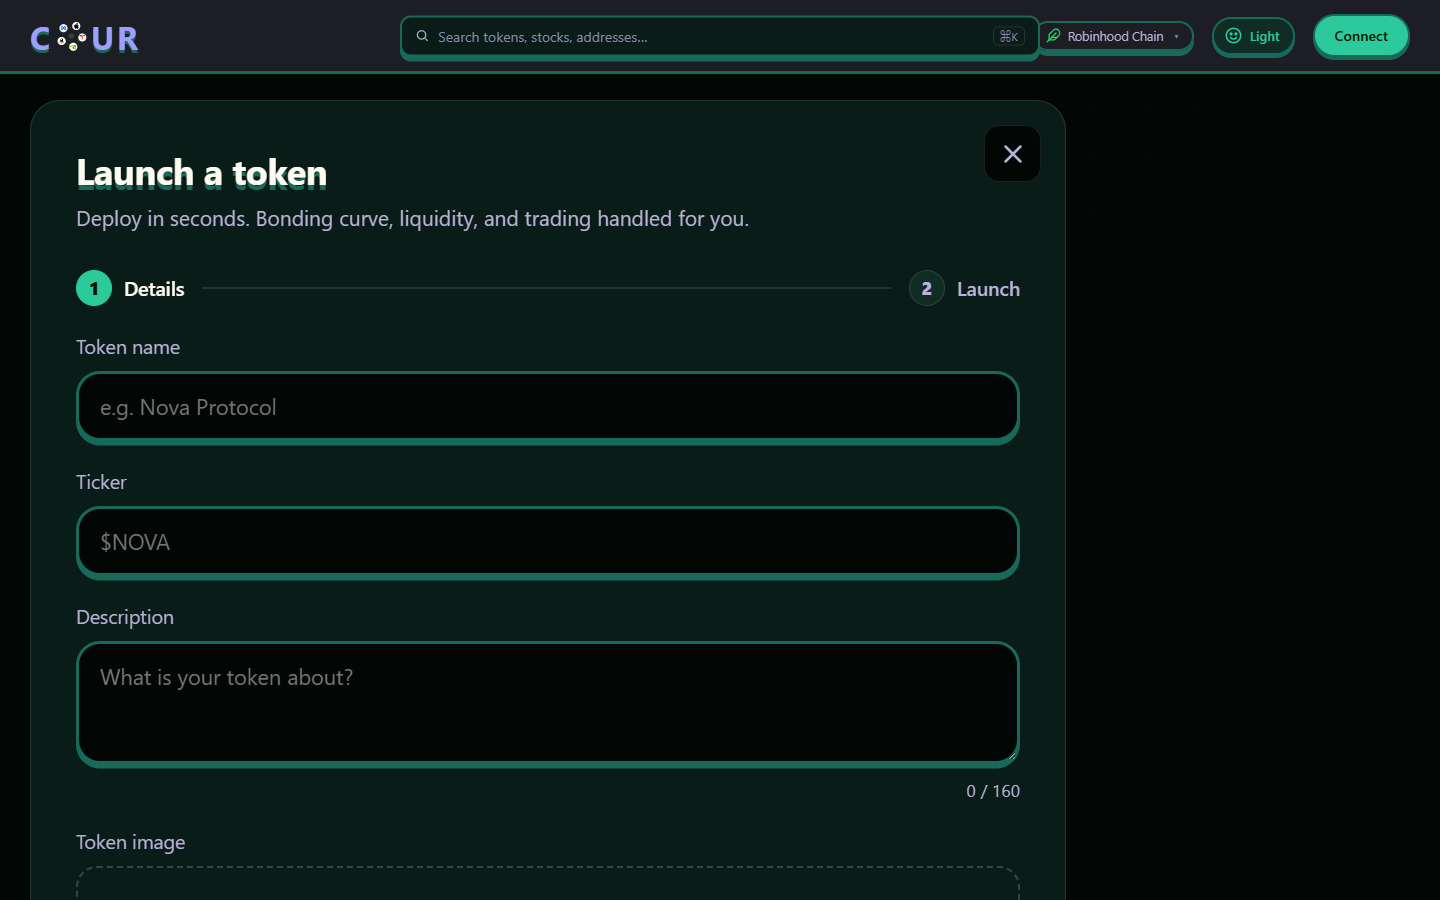 C UR
Search tokens, stocks, addresses...
⌘K
Robinhood Chain
Light
Connect
Launch a token
Deploy in seconds. Bonding curve, liquidity, and trading handled for you.
1 Details
2 Launch
Token name
e.g. Nova Protocol
Ticker
$NOVA
Description
What is your token about?
0 / 160
Token image